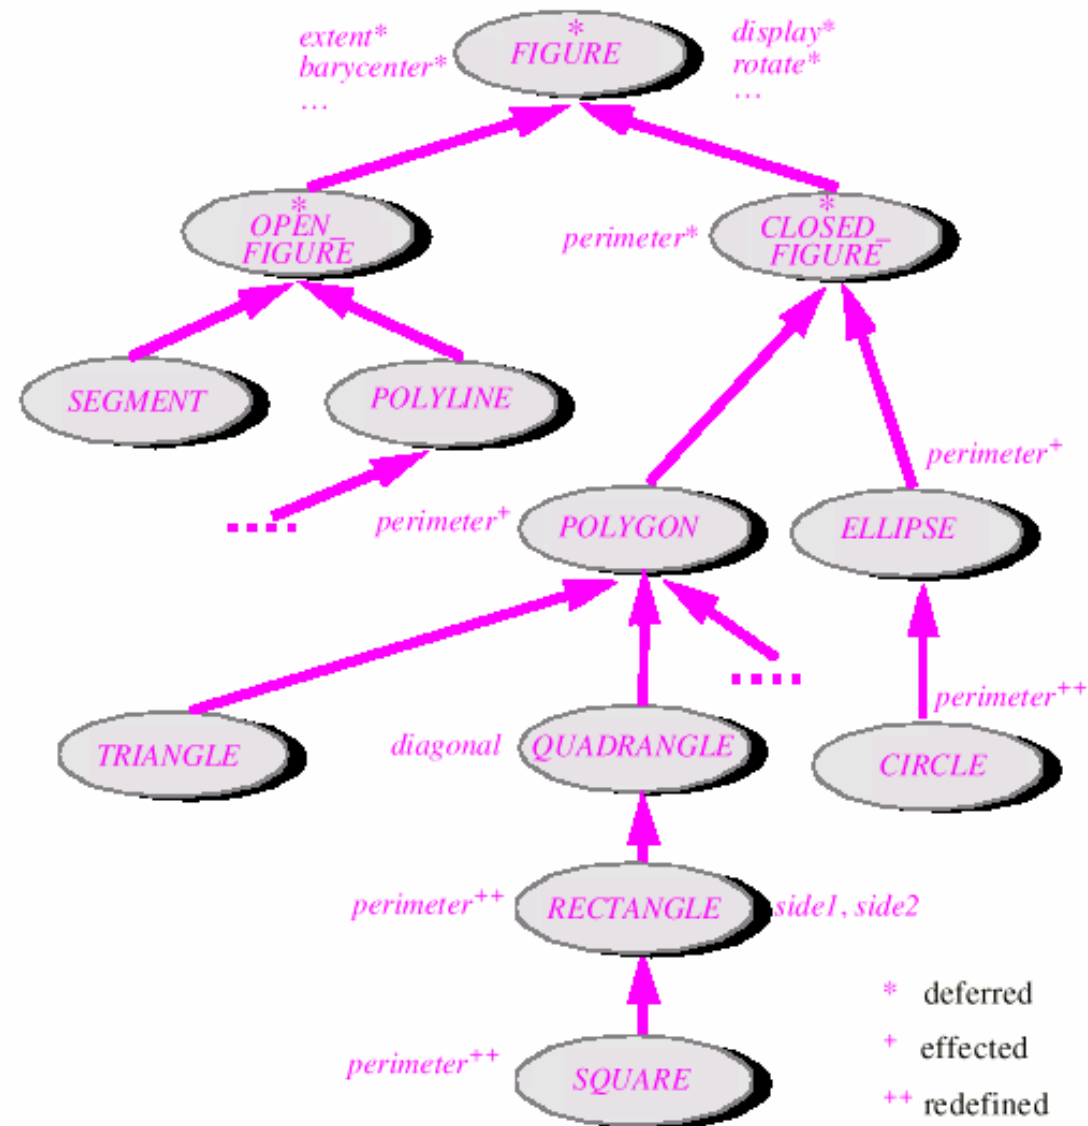 extent*
barycenter*
...
*
FIGURE
display*
rotate*
...
*
OPEN_
FIGURE
perimeter*
*
CLOSED_
FIGURE
SEGMENT
POLYLINE
perimeter+
perimeter+
POLYGON
ELLIPSE
perimeter++
TRIANGLE
diagonal
QUADRANGLE
CIRCLE
perimeter++
RECTANGLE
side1, side2
perimeter++
SQUARE
* deferred
+ effected
++ redefined